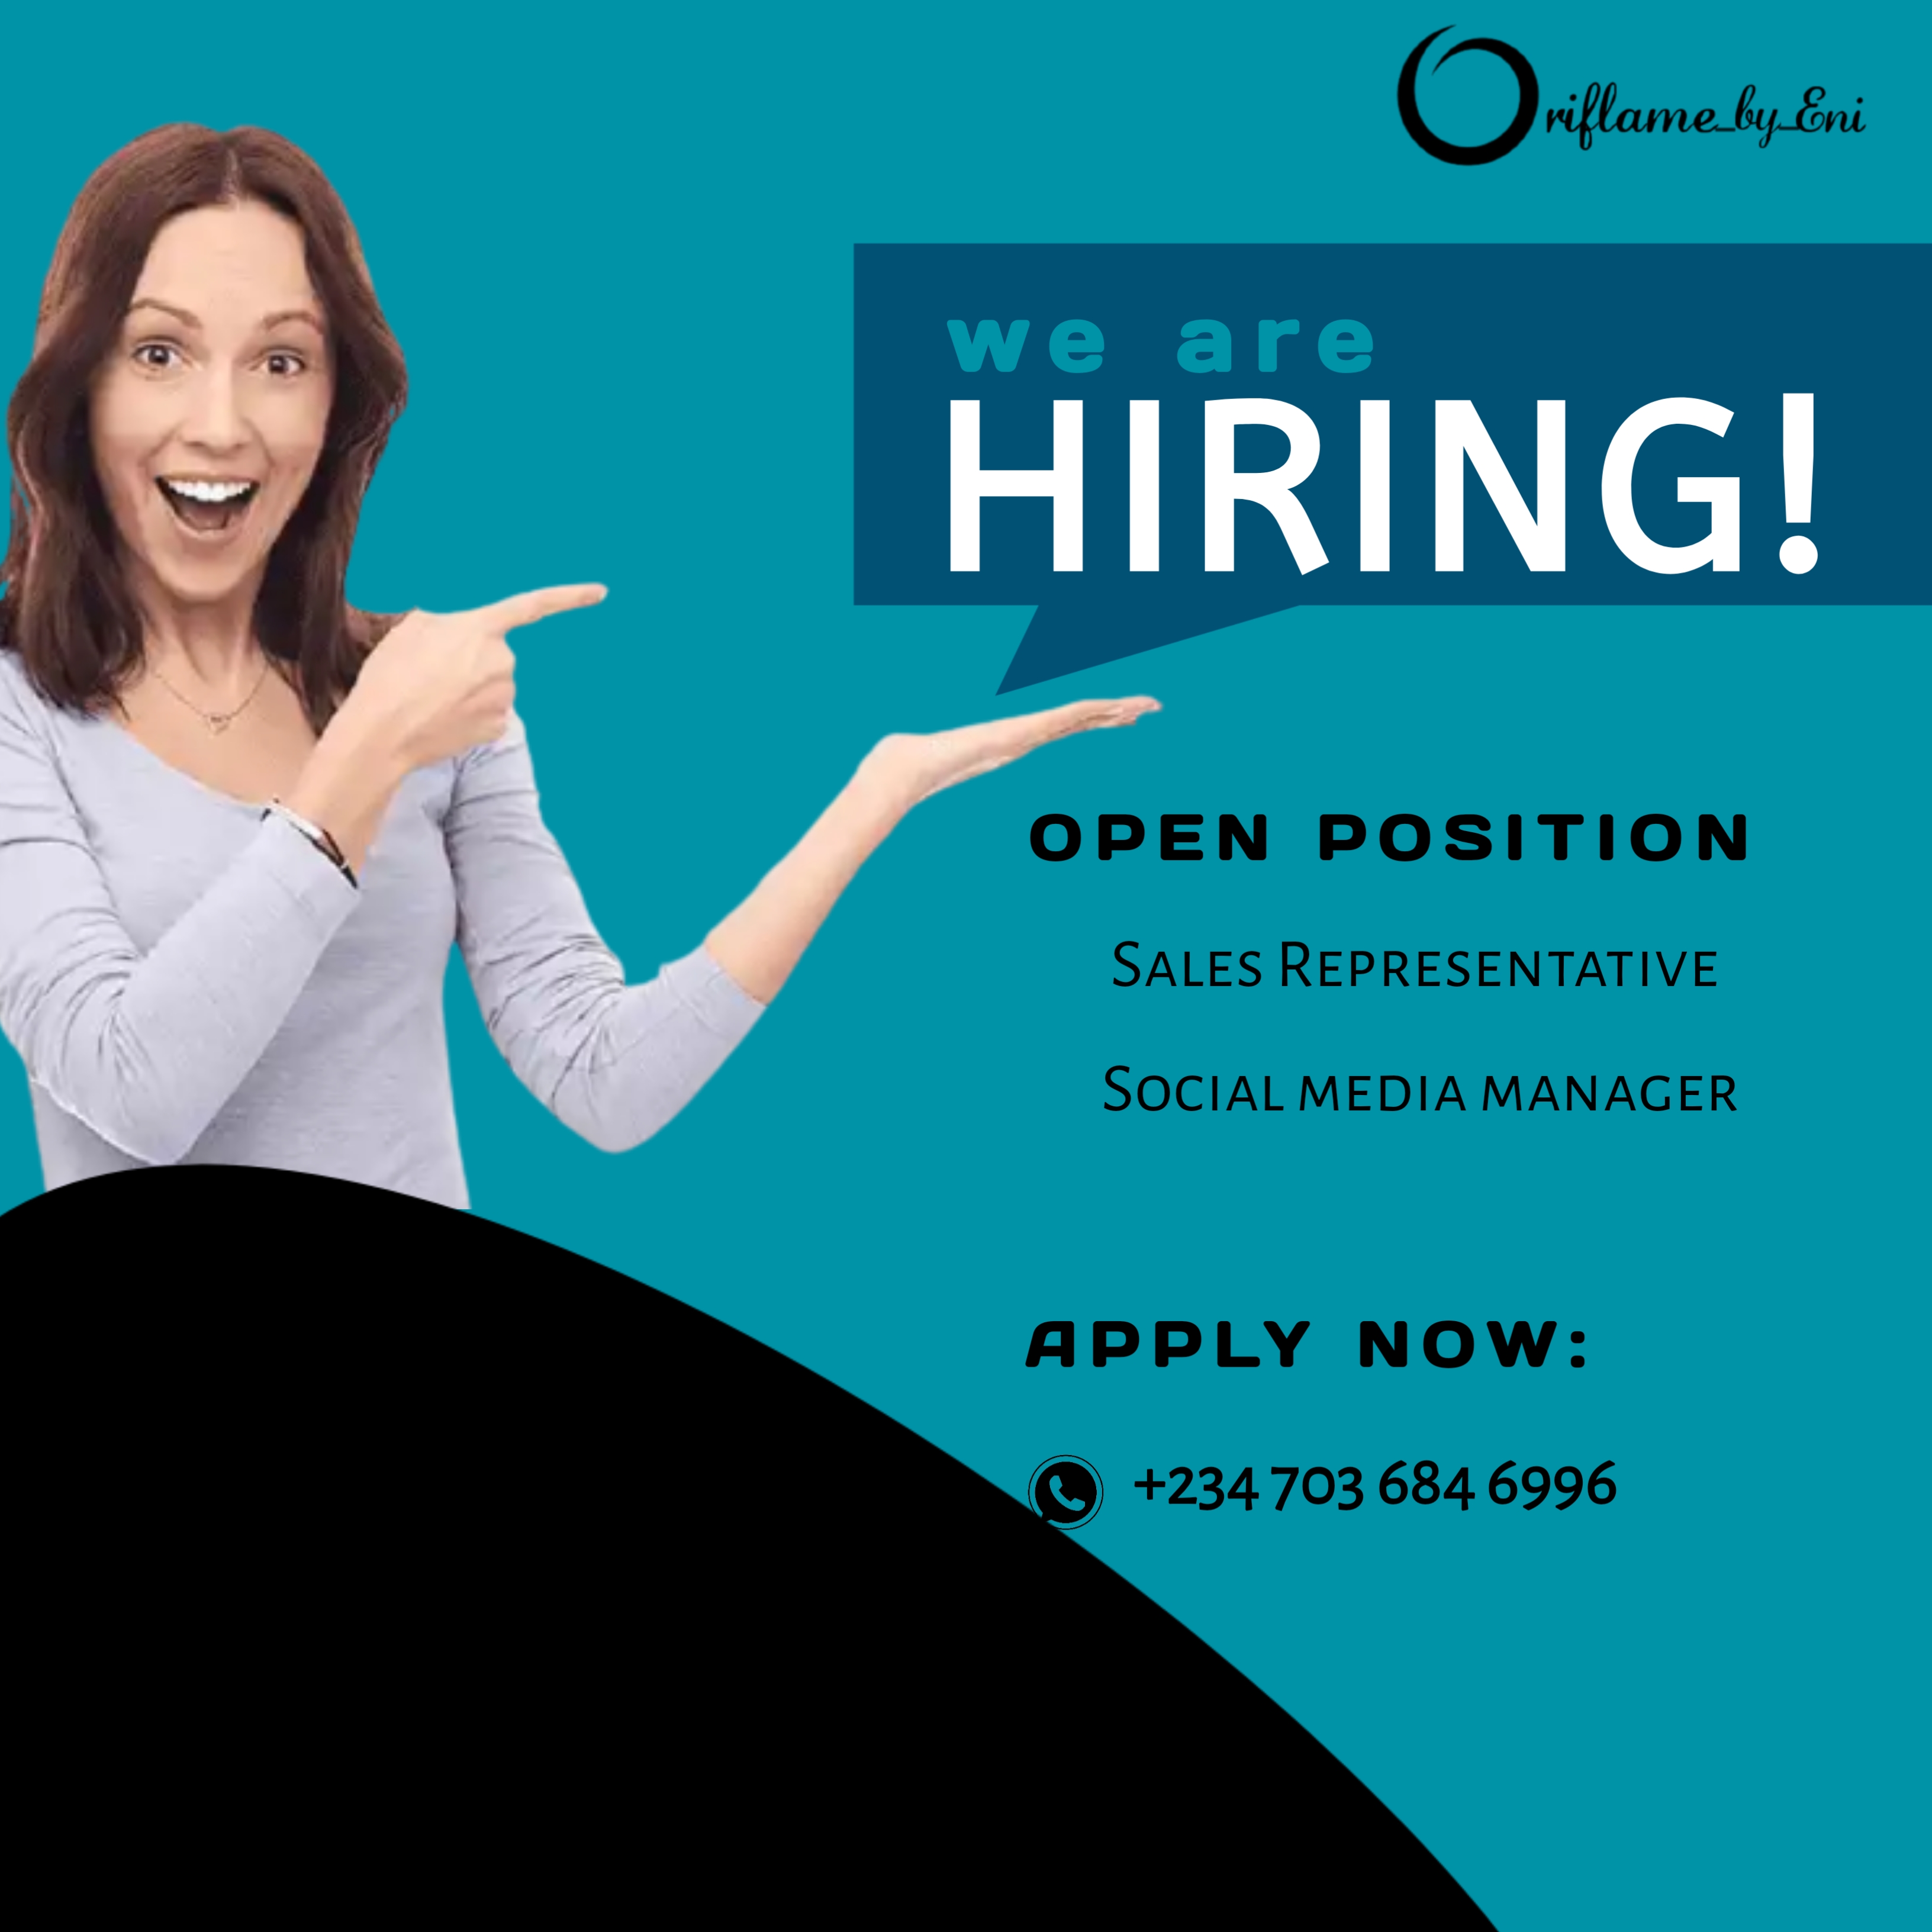 Oriflame_by_Eni
we are
HIRING!
OPEN POSITION
Sales Representative
Social media manager
APPLY NOW:
+234 703 684 6996